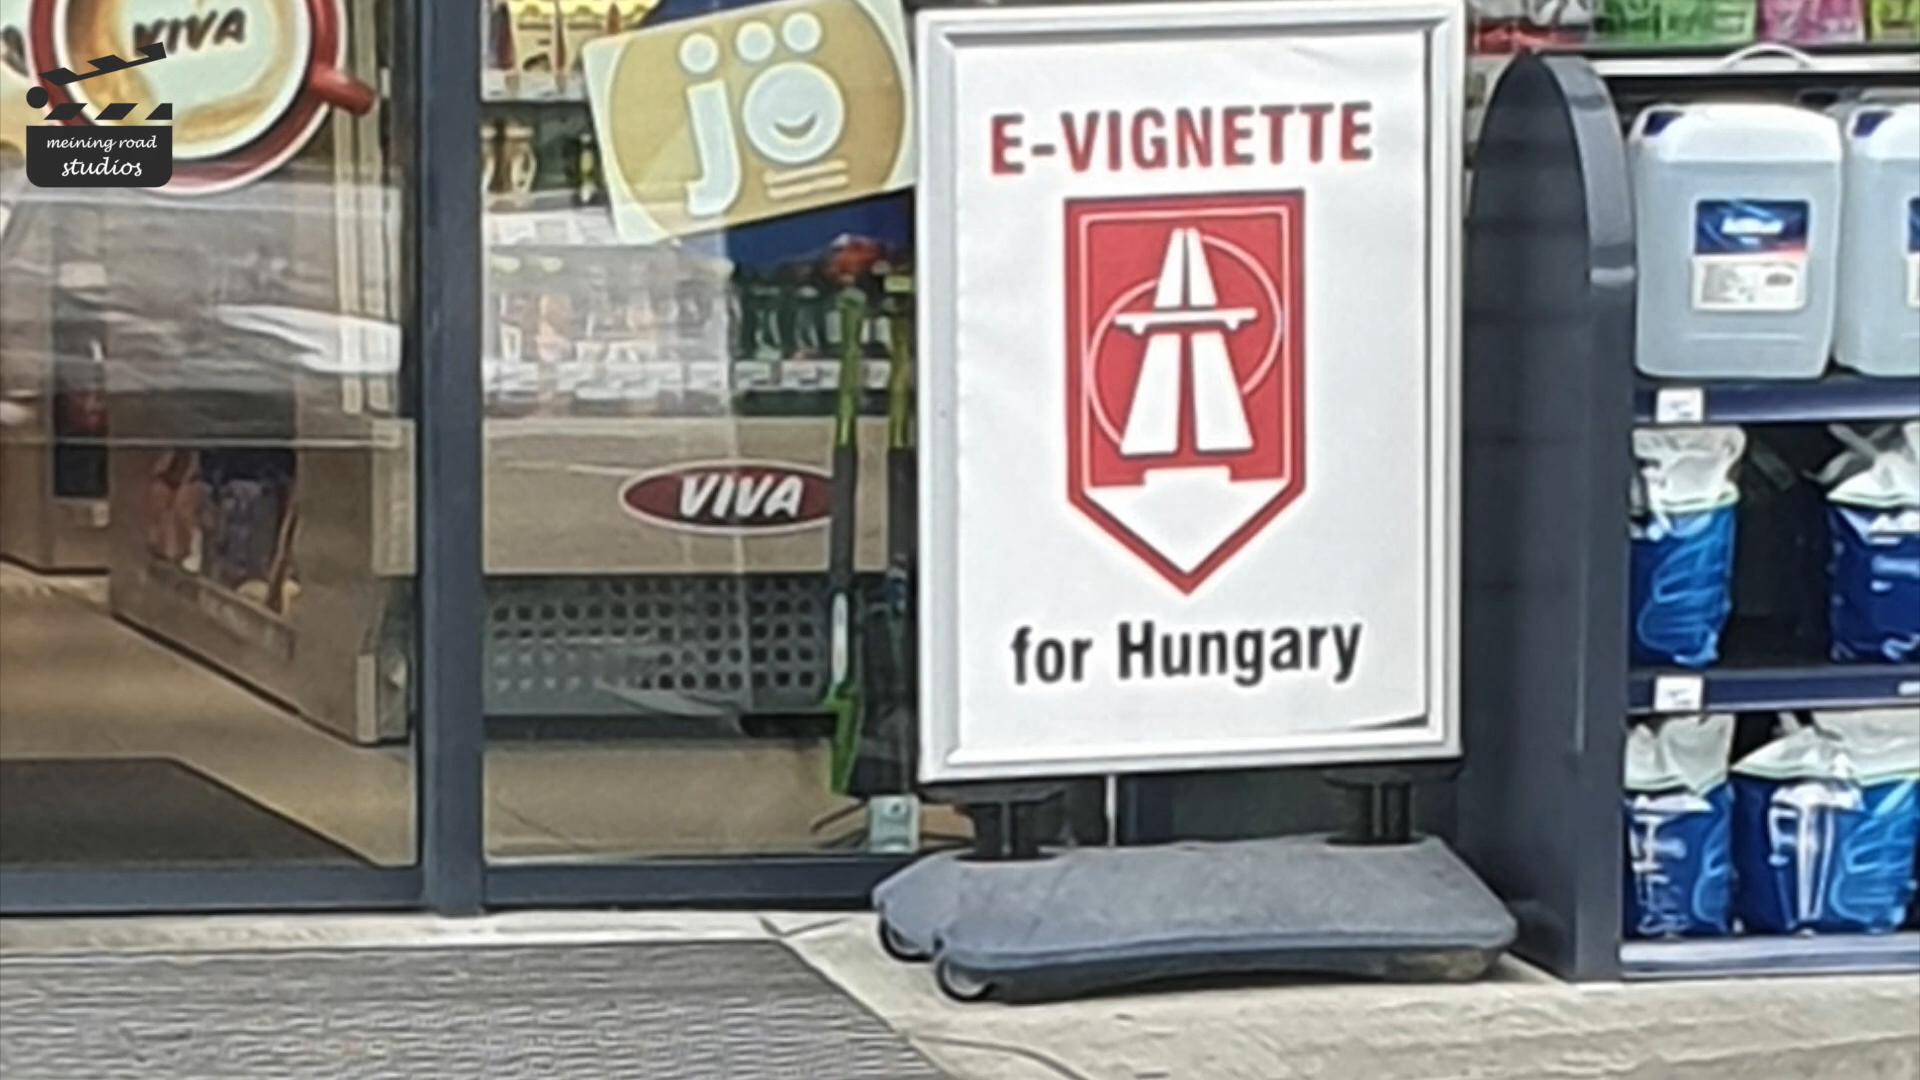 VIVA
meining road
studios
jö
E-VIGNETTE
VIVA
for Hungary